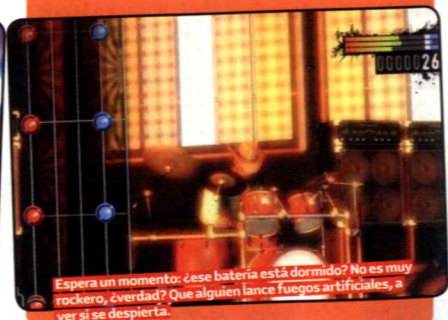 00000026
Espera un momento: ¿ese batería está dormido? No es muy
rockero, ¿verdad? Que alguien lance fuegos artificiales, a
ver si se despierta.